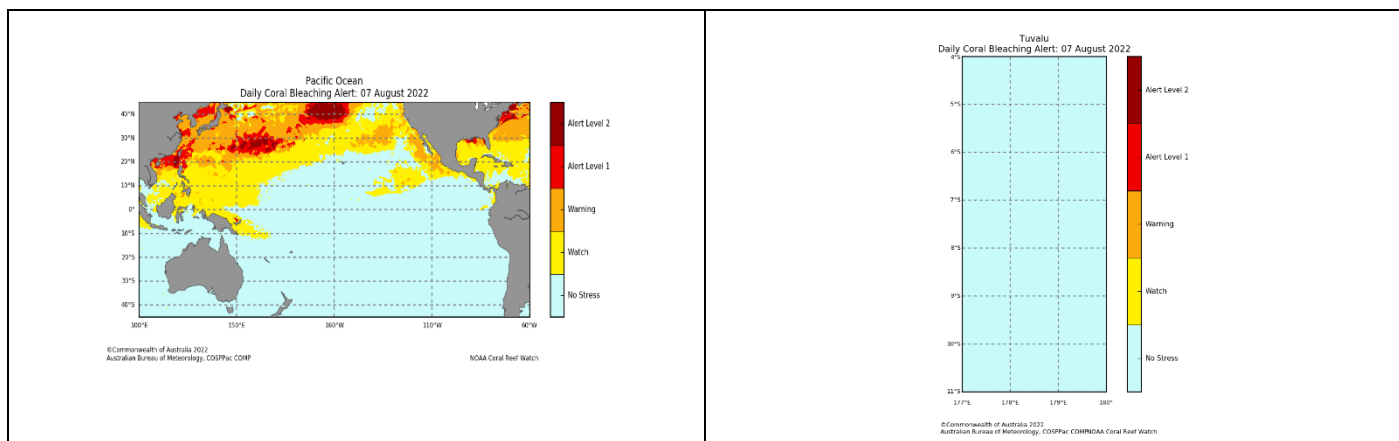 Pacific Ocean
Daily Coral Bleaching Alert: 07 August 2022
40°N
30°N
20°N
10°N
0°
10°S
20°S
30°S
40°S
100°E
150°E
160°W
110°W
60°W
Alert Level 2
Alert Level 1
Warning
Watch
No Stress
©Commonwealth of Australia 2022
Australian Bureau of Meteorology, COSPPac COMP
NOAA Coral Reef Watch
Tuvalu
Daily Coral Bleaching Alert: 07 August 2022
4°S
5°S
6°S
7°S
8°S
9°S
10°S
11°S
177°E
178°E
179°E
180°
Alert Level 2
Alert Level 1
Warning
Watch
No Stress
©Commonwealth of Australia 2022
Australian Bureau of Meteorology, COSPPac COMPNOAA Coral Reef Watch